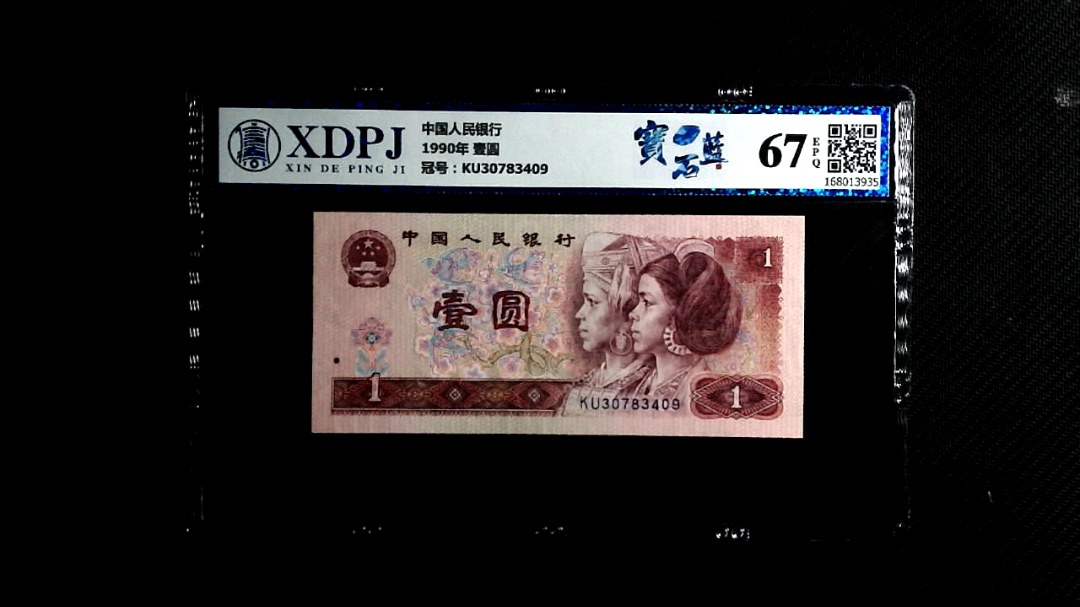 XDPJ
XIN DE PING JI
中国人民银行
1990年 壹圆
冠号：KU30783409
寶石藍
67
EPQ
168013935
中国人民银行
1
壹圆
1
KU30783409
1